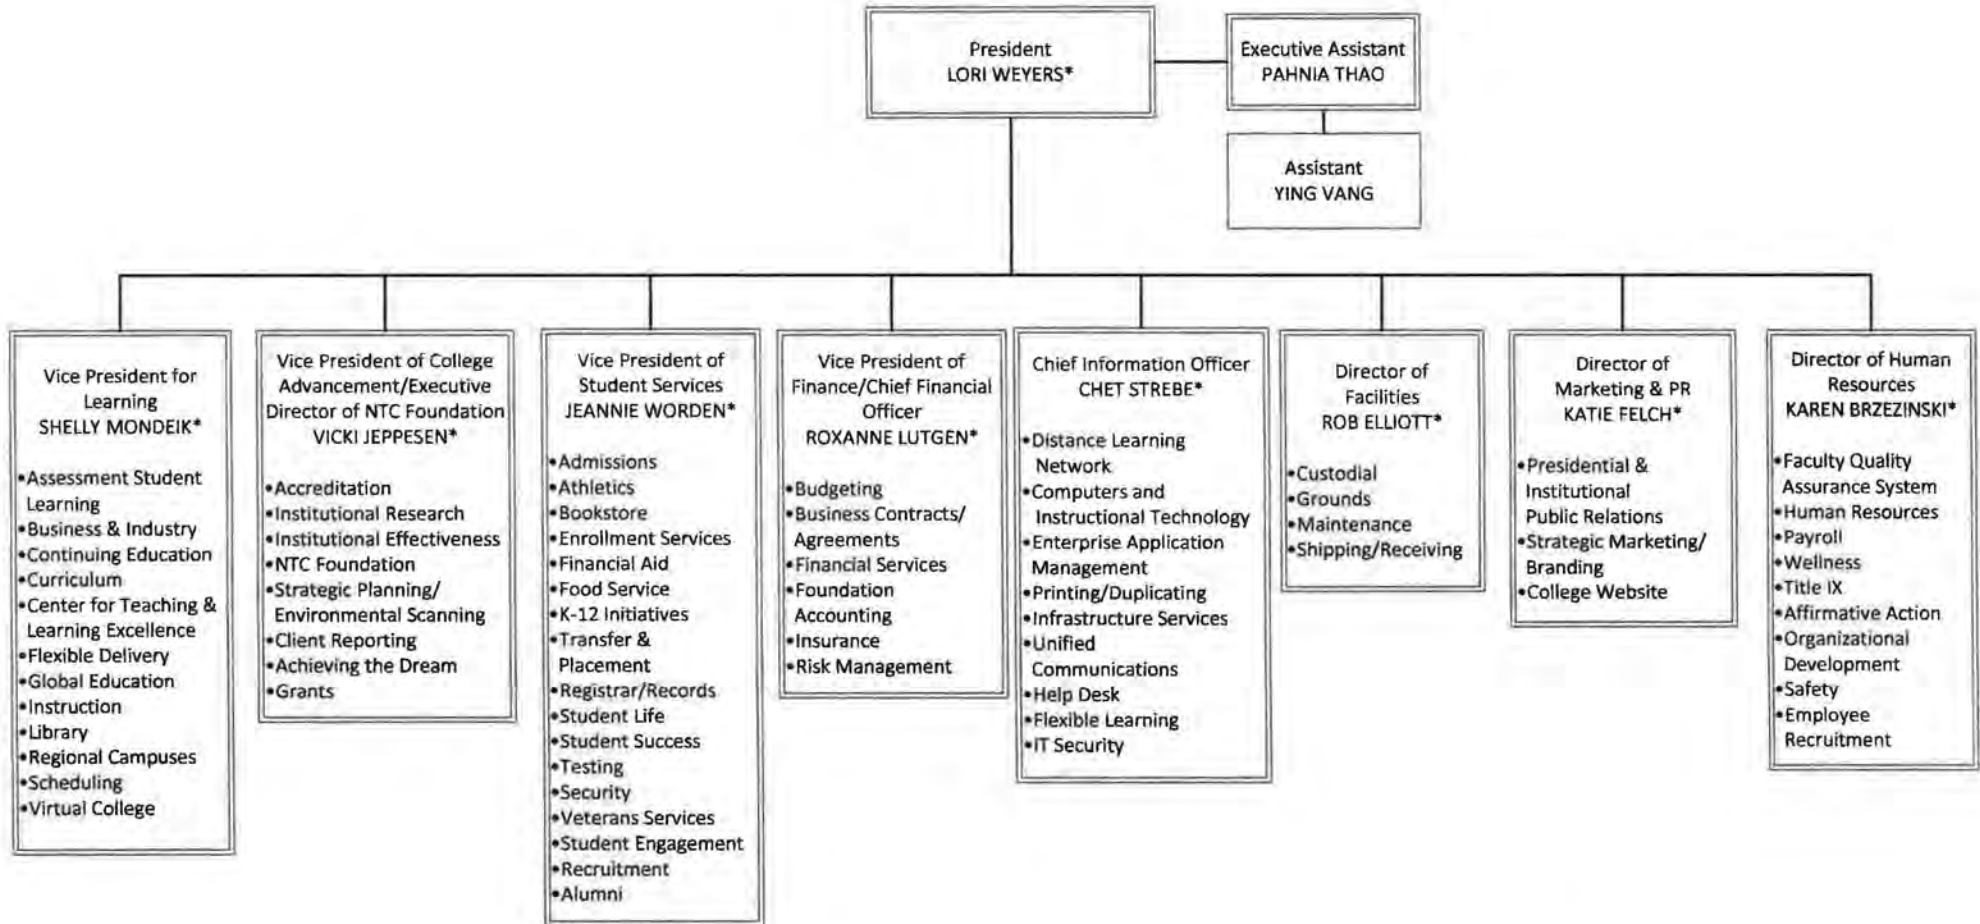 President
LORI WEYERS*
Executive Assistant
PAHNIA THAO
Assistant
YING VANG
Vice President for
Learning
SHELLY MONDEIK*
•Assessment Student
Learning
•Business & Industry
•Continuing Education
•Curriculum
•Center for Teaching &
Learning Excellence
•Flexible Delivery
•Global Education
•Instruction
•Library
•Regional Campuses
•Scheduling
•Virtual College
Vice President of College
Advancement/Executive
Director of NTC Foundation
VICKI JEPPESEN*
•Accreditation
•Institutional Research
•Institutional Effectiveness
•NTC Foundation
•Strategic Planning/
Environmental Scanning
•Client Reporting
•Achieving the Dream
•Grants
Vice President of
Student Services
JEANNIE WORDEN*
•Admissions
•Athletics
•Bookstore
•Enrollment Services
•Financial Aid
•Food Service
•K-12 Initiatives
•Transfer &
Placement
•Registrar/Records
•Student Life
•Student Success
•Testing
•Security
•Veterans Services
•Student Engagement
•Recruitment
•Alumni
Vice President of
Finance/Chief Financial
Officer
ROXANNE LUTGEN*
•Budgeting
•Business Contracts/
Agreements
•Financial Services
•Foundation
Accounting
•Insurance
•Risk Management
Chief Information Officer
CHET STREBE*
•Distance Learning
Network
•Computers and
Instructional Technology
•Enterprise Application
Management
•Printing/Duplicating
•Infrastructure Services
•Unified
Communications
•Help Desk
•Flexible Learning
•IT Security
Director of
Facilities
ROB ELLIOTT*
•Custodial
•Grounds
•Maintenance
•Shipping/Receiving
Director of
Marketing & PR
KATIE FELCH*
•Presidential &
Institutional
Public Relations
•Strategic Marketing/
Branding
•College Website
Director of Human
Resources
KAREN BRZEZINSKI*
•Faculty Quality
Assurance System
•Human Resources
•Payroll
•Wellness
•Title IX
•Affirmative Action
•Organizational
Development
•Safety
•Employee
Recruitment